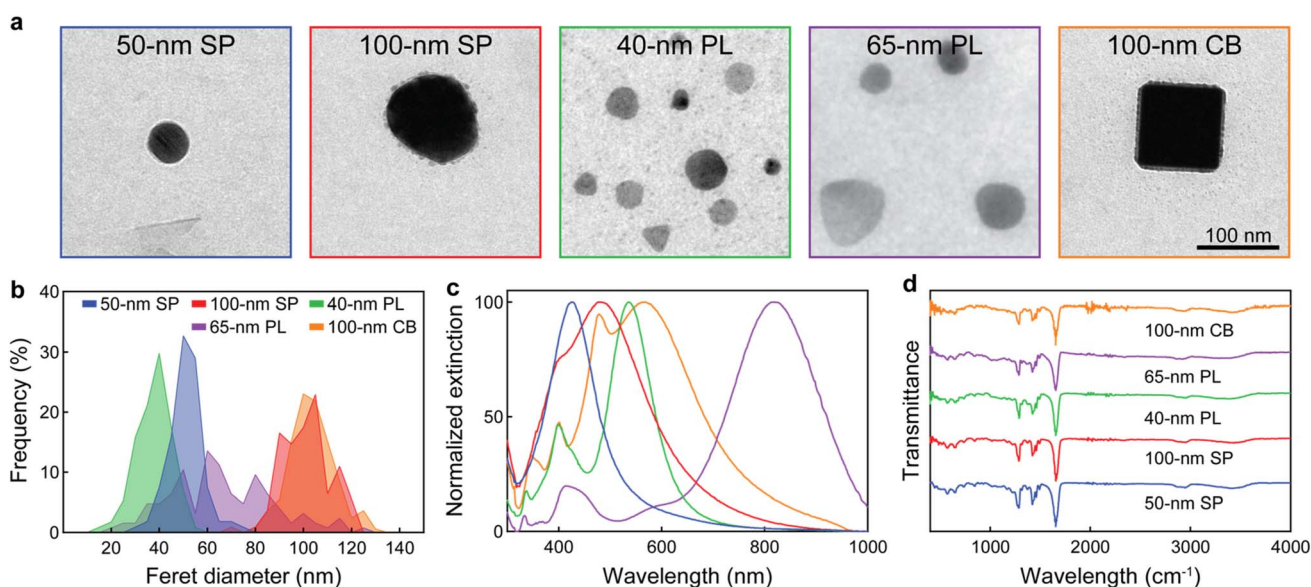 a
50-nm SP
100-nm SP
40-nm PL
65-nm PL
100-nm CB
100 nm
b
Frequency (%)
40
30
20
10
0
50-nm SP 100-nm SP 40-nm PL
65-nm PL 100-nm CB
20 40 60 80 100 120 140
Feret diameter (nm)
c
Normalized extinction
100
50
0
400 600 800 1000
Wavelength (nm)
d
Transmittance
100-nm CB
65-nm PL
40-nm PL
100-nm SP
50-nm SP
1000 2000 3000 4000
Wavelength (cm⁻¹)